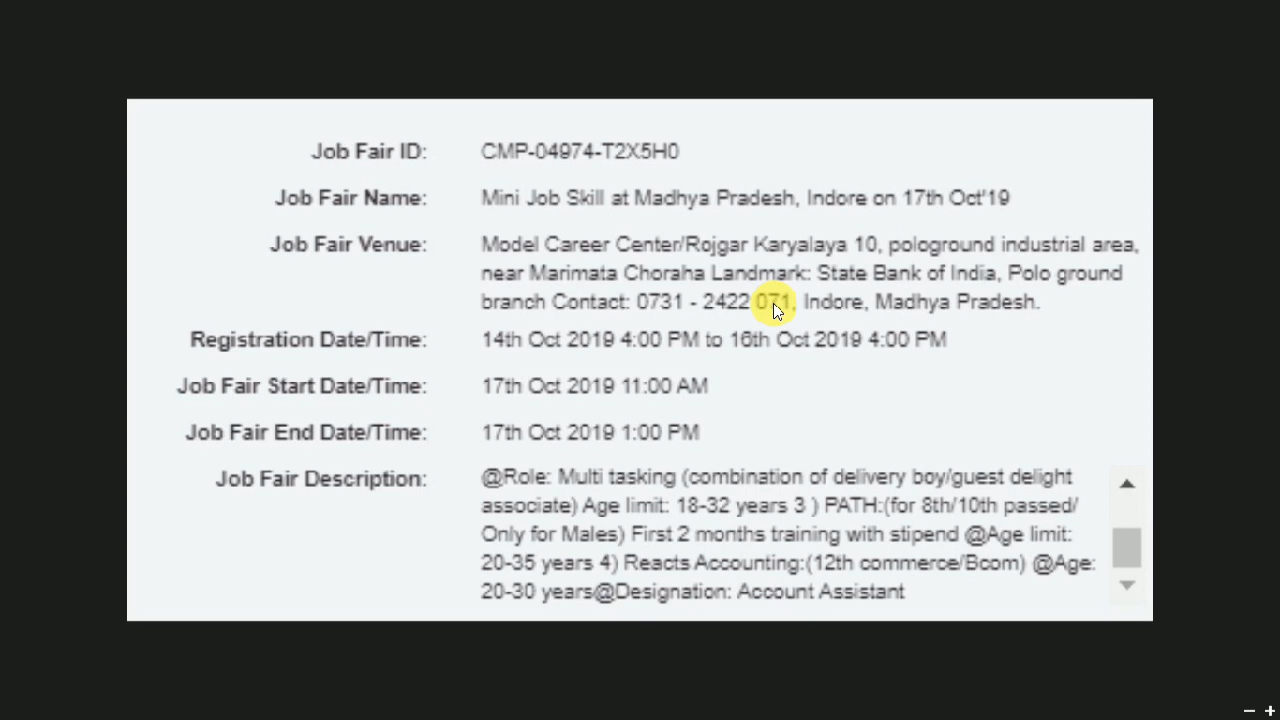 Job Fair ID: CMP-04974-T2X5H0
Job Fair Name: Mini Job Skill at Madhya Pradesh, Indore on 17th Oct'19
Job Fair Venue: Model Career Center/Rojgar Karyalaya 10, pologround industrial area,
near Marimata Choraha Landmark: State Bank of India, Polo ground
branch Contact: 0731 - 2422 071, Indore, Madhya Pradesh.
Registration Date/Time: 14th Oct 2019 4:00 PM to 16th Oct 2019 4:00 PM
Job Fair Start Date/Time: 17th Oct 2019 11:00 AM
Job Fair End Date/Time: 17th Oct 2019 1:00 PM
Job Fair Description: @Role: Multi tasking (combination of delivery boy/guest delight
associate) Age limit: 18-32 years 3 ) PATH:(for 8th/10th passed/
Only for Males) First 2 months training with stipend @Age limit:
20-35 years 4) Reacts Accounting:(12th commerce/Bcom) @Age:
20-30 years@Designation: Account Assistant